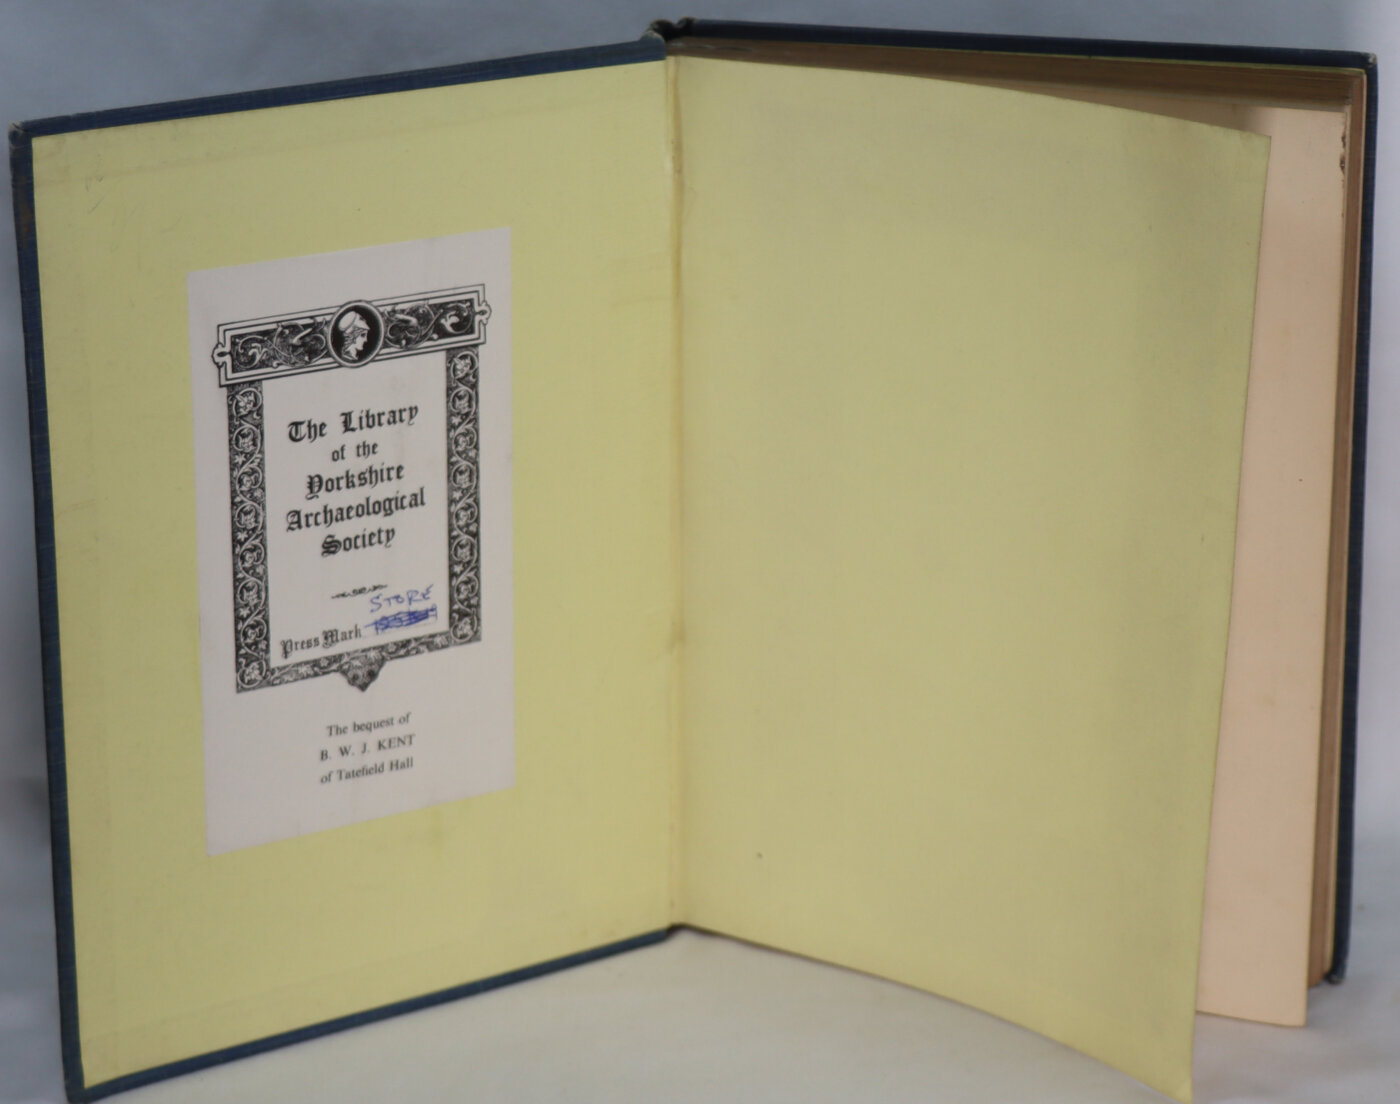 The Library
of the
Yorkshire
Archaeological
Society
STORE
Press Mark
The bequest of
B. W. J. KENT
of Tatefield Hall